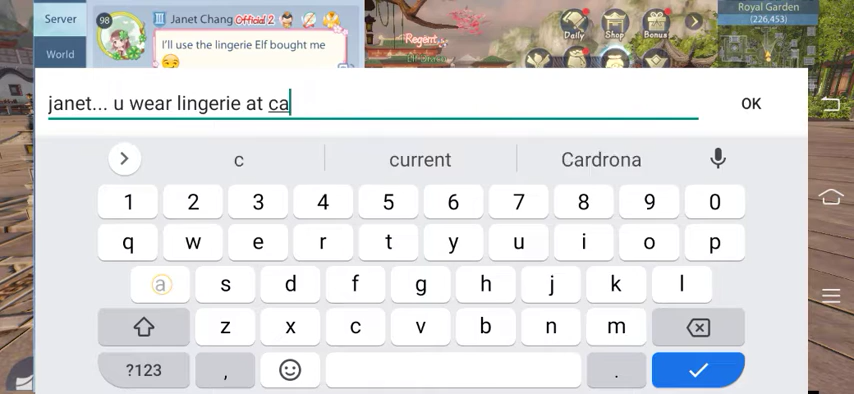 Server
World
98
Janet Chang Official 2
I'll use the lingerie Elf bought me
Regent
Daily
Shop
Bonus
Royal Garden
(226,453)
janet... u wear lingerie at ca
OK
c
current
Cardrona
1 2 3 4 5 6 7 8 9 0
q w e r t y u i o p
a s d f g h j k l
z x c v b n m
?123 , .